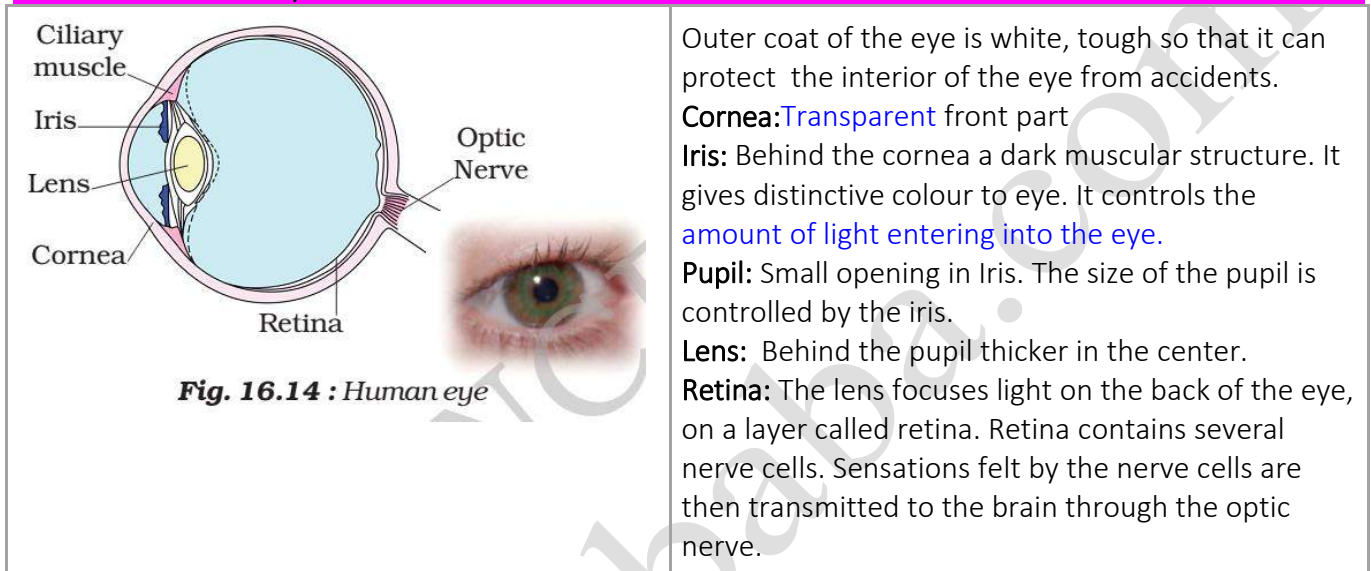 Ciliary
muscle
Iris
Lens
Cornea
Optic
Nerve
Retina
Fig. 16.14 : Human eye
Outer coat of the eye is white, tough so that it can
protect the interior of the eye from accidents.
Cornea:Transparent front part
Iris: Behind the cornea a dark muscular structure. It
gives distinctive colour to eye. It controls the
amount of light entering into the eye.
Pupil: Small opening in Iris. The size of the pupil is
controlled by the iris.
Lens: Behind the pupil thicker in the center.
Retina: The lens focuses light on the back of the eye,
on a layer called retina. Retina contains several
nerve cells. Sensations felt by the nerve cells are
then transmitted to the brain through the optic
nerve.